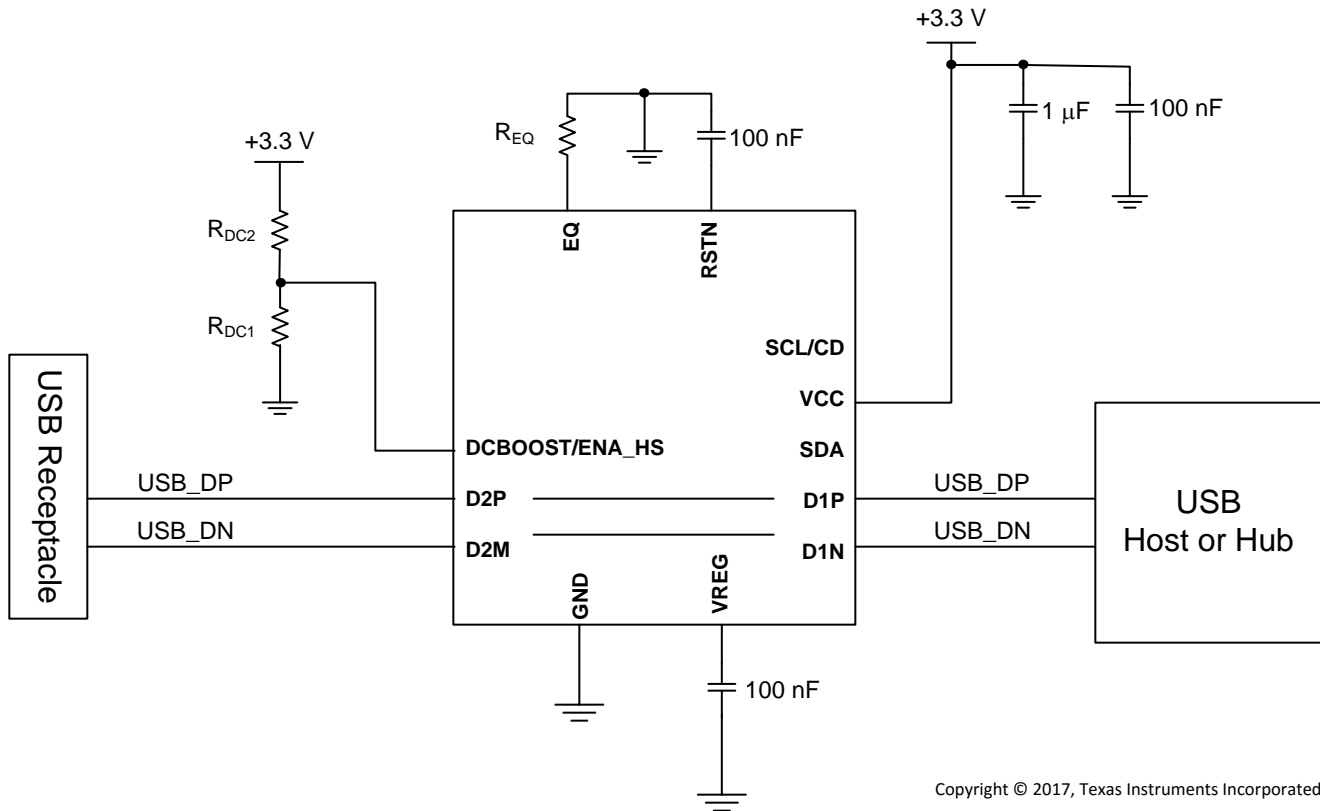 +3.3 V
1 μF
100 nF
R_EQ
100 nF
+3.3 V
R_DC2
R_DC1
EQ
RSTN
SCL/CD
VCC
SDA
DCBOOST/ENA_HS
D2P
D1P
D2M
D1N
GND
VREG
USB Receptacle
USB_DP
USB_DN
USB_DP
USB_DN
USB
Host or Hub
100 nF
Copyright © 2017, Texas Instruments Incorporated